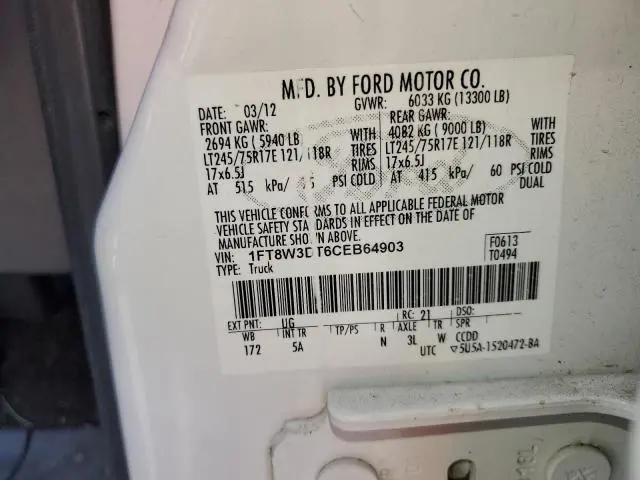 MFD. BY FORD MOTOR CO.
DATE: 03/12 GVWR: 6033 KG (13300 LB)
FRONT GAWR: REAR GAWR:
2694 KG ( 5940 LB WITH 4082 KG ( 9000 LB) WITH
LT245/75R17E 121/118R TIRES LT245/75R17E 121/118R TIRES
17x6.5J RIMS 17x6.5J RIMS
AT 515 kPa/ 5 PSI COLD AT 415 kPa/ 60 PSI COLD
DUAL
THIS VEHICLE CONFORMS TO ALL APPLICABLE FEDERAL MOTOR
VEHICLE SAFETY STANDARDS IN EFFECT ON THE DATE OF
MANUFACTURE SHOWN ABOVE.
VIN: 1FT8W3D T6CEB64903 F0613
TYPE: Truck T0494
EXT PNT: UG RC: 21 DSO:
WB INT TR TP/PS R AXLE TR SPR
172 5A N 3L W CCDD
UTC ▽5U5A-1520472-BA